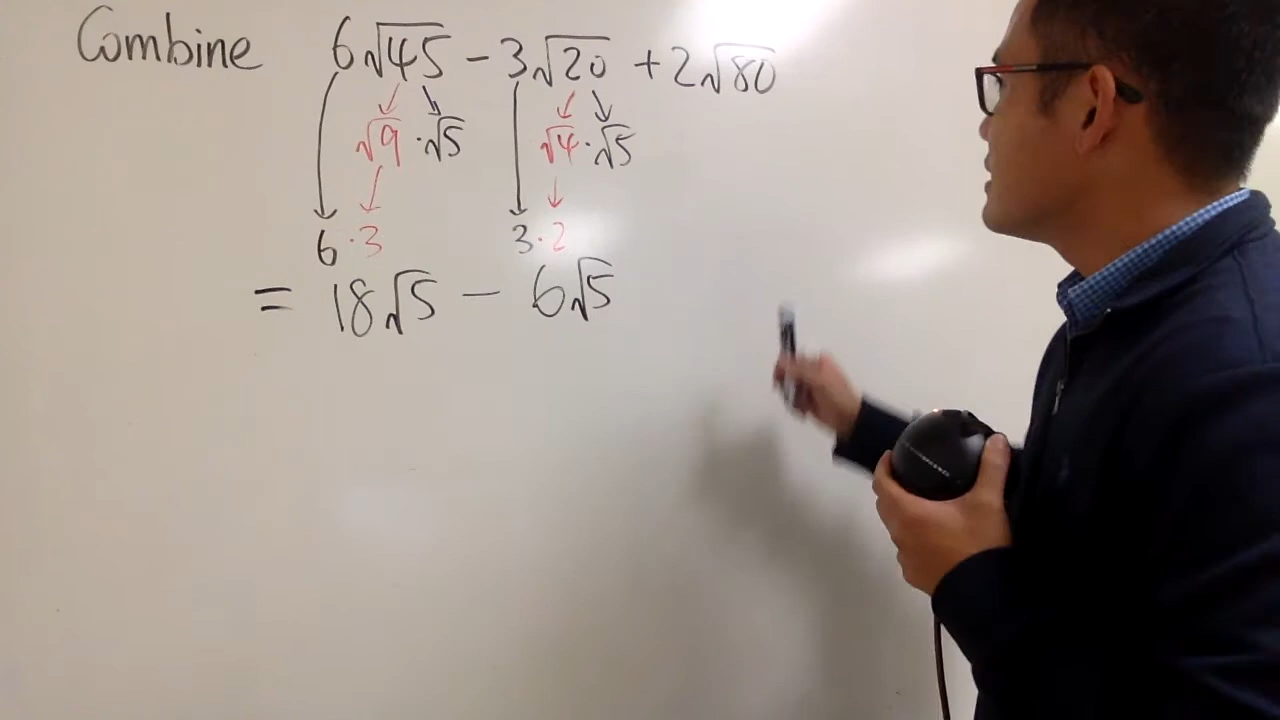 Combine 6√45 - 3√20 + 2√80
√9 · √5 √4 · √5
6 · 3 3 · 2
= 18√5 - 6√5